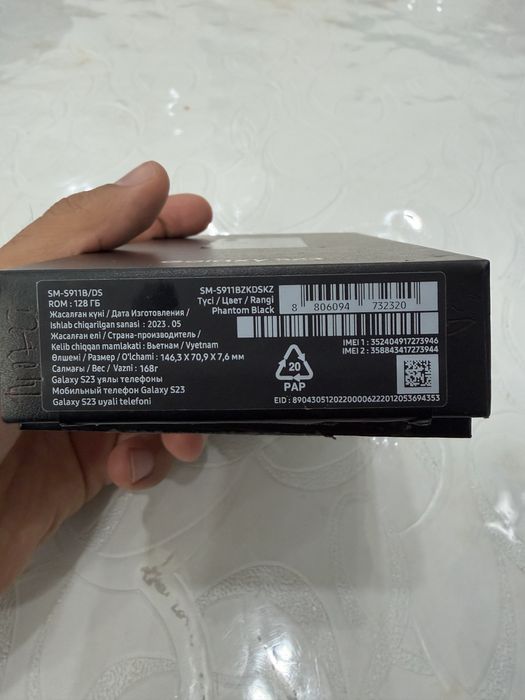 SM-S911B/DS
ROM : 128 ГБ
Жасалған күні / Дата Изготовления /
Ishlab chiqarilgan sanasi : 2023 . 05
Жасалған елі / Страна-производитель /
Kelib chiqqan mamlakati : Вьетнам / Vyetnam
Өлшемі / Размер / O'lchami : 146,3 X 70,9 X 7,6 мм
Салмағы / Вес / Vazni : 168г
Galaxy S23 ұялы телефоны
Мобильный телефон Galaxy S23
Galaxy S23 uyali telefoni
SM-S911BZKDSKZ
Түсі / Цвет / Rangi
Phantom Black
8 806094 732320
IMEI 1 : 352404917273946
IMEI 2 : 358843417273944
20
PAP
EID : 89043051202200006222012053694353